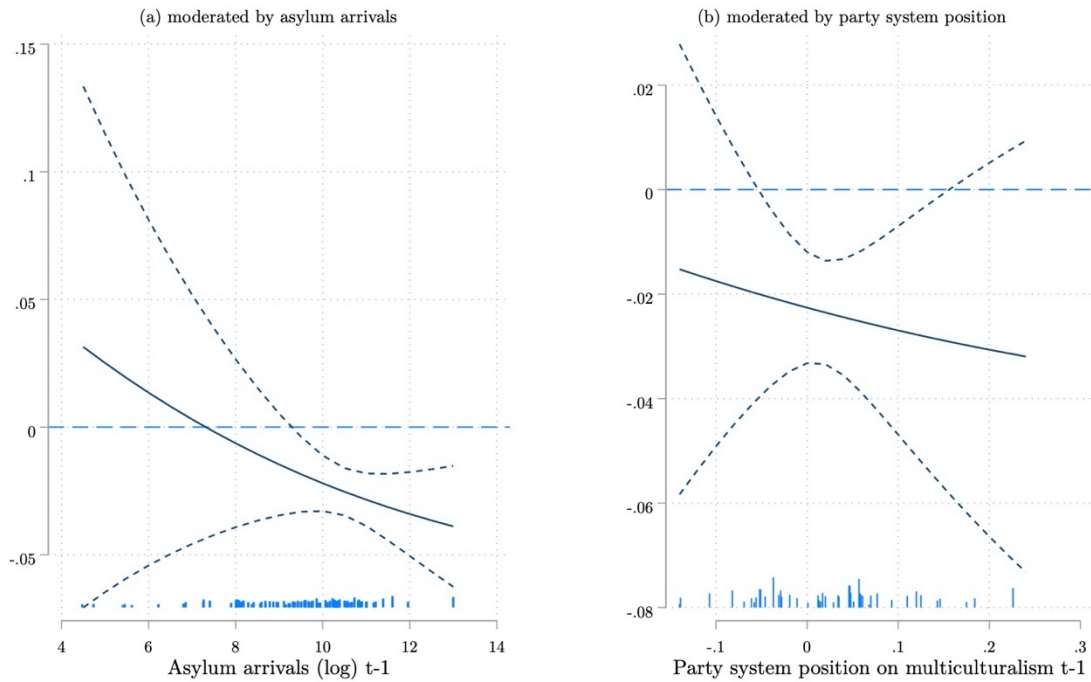 (a) moderated by asylum arrivals
.15
.1
.05
0
-.05
4 6 8 10 12 14
Asylum arrivals (log) t-1
(b) moderated by party system position
.02
0
-.02
-.04
-.06
-.08
-.1 0 .1 .2 .3
Party system position on multiculturalism t-1